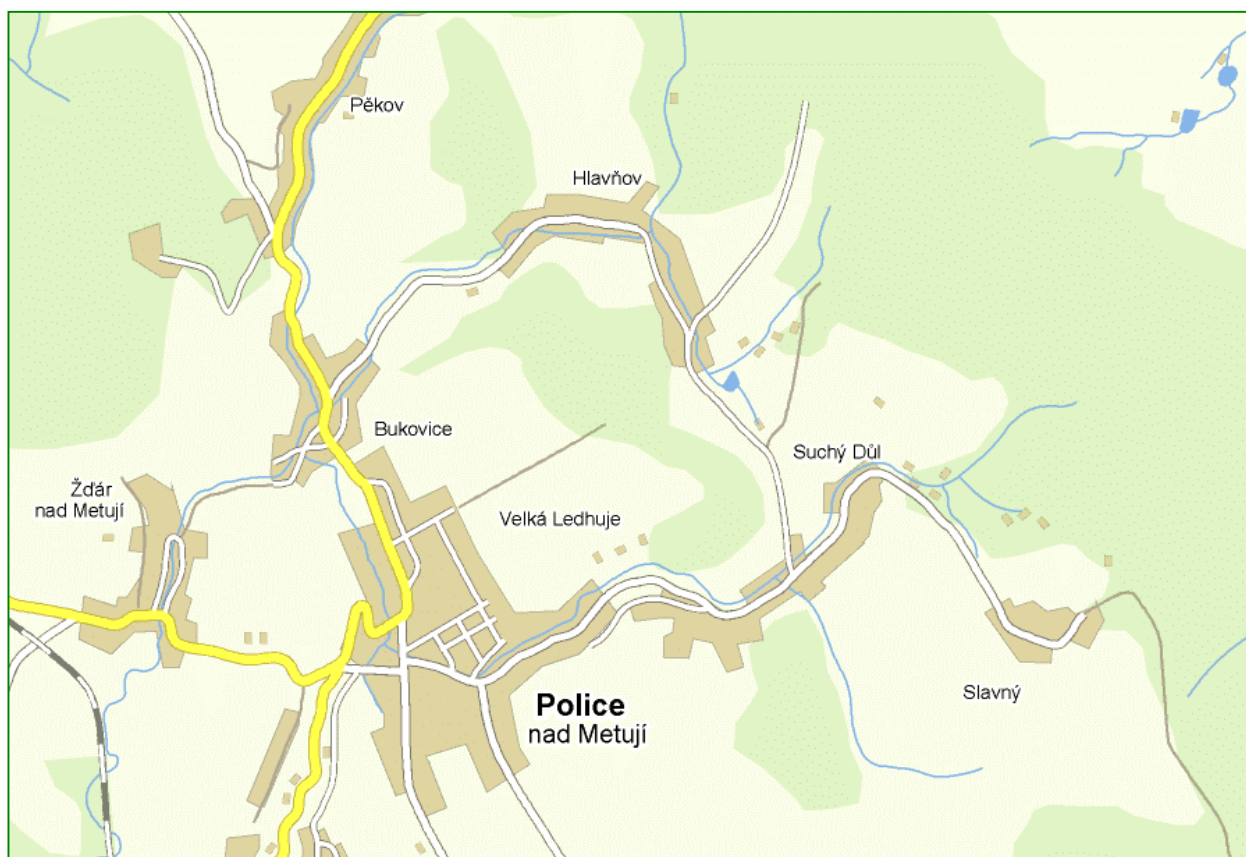 Pěkov
Hlavňov
Bukovice
Suchý Důl
Žďár
nad Metují
Velká Ledhuje
Slavný
Police
nad Metují